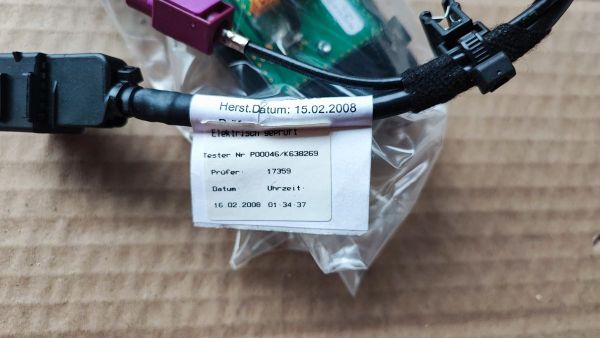 Herst.Datum: 15.02.2008
Elektrisch geprüft
Tester Nr P00046/K638269
Prüfer: 17359
Datum Uhrzeit:
16.02.2008 01:34:37